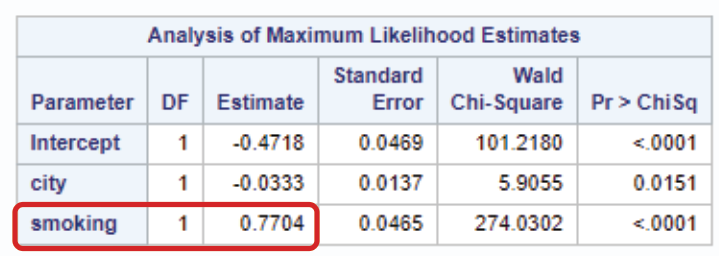 Analysis of Maximum Likelihood Estimates
Parameter DF Estimate Standard Error Wald Chi-Square Pr > ChiSq
Intercept 1 -0.4718 0.0469 101.2180 <.0001
city 1 -0.0333 0.0137 5.9055 0.0151
smoking 1 0.7704 0.0465 274.0302 <.0001